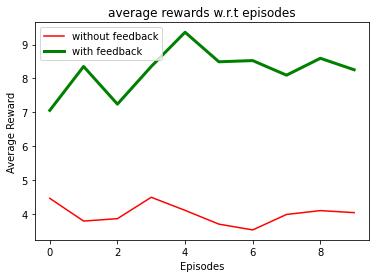 average rewards w.r.t episodes
without feedback
with feedback
9
8
7
6
5
4
Average Reward
0 2 4 6 8
Episodes